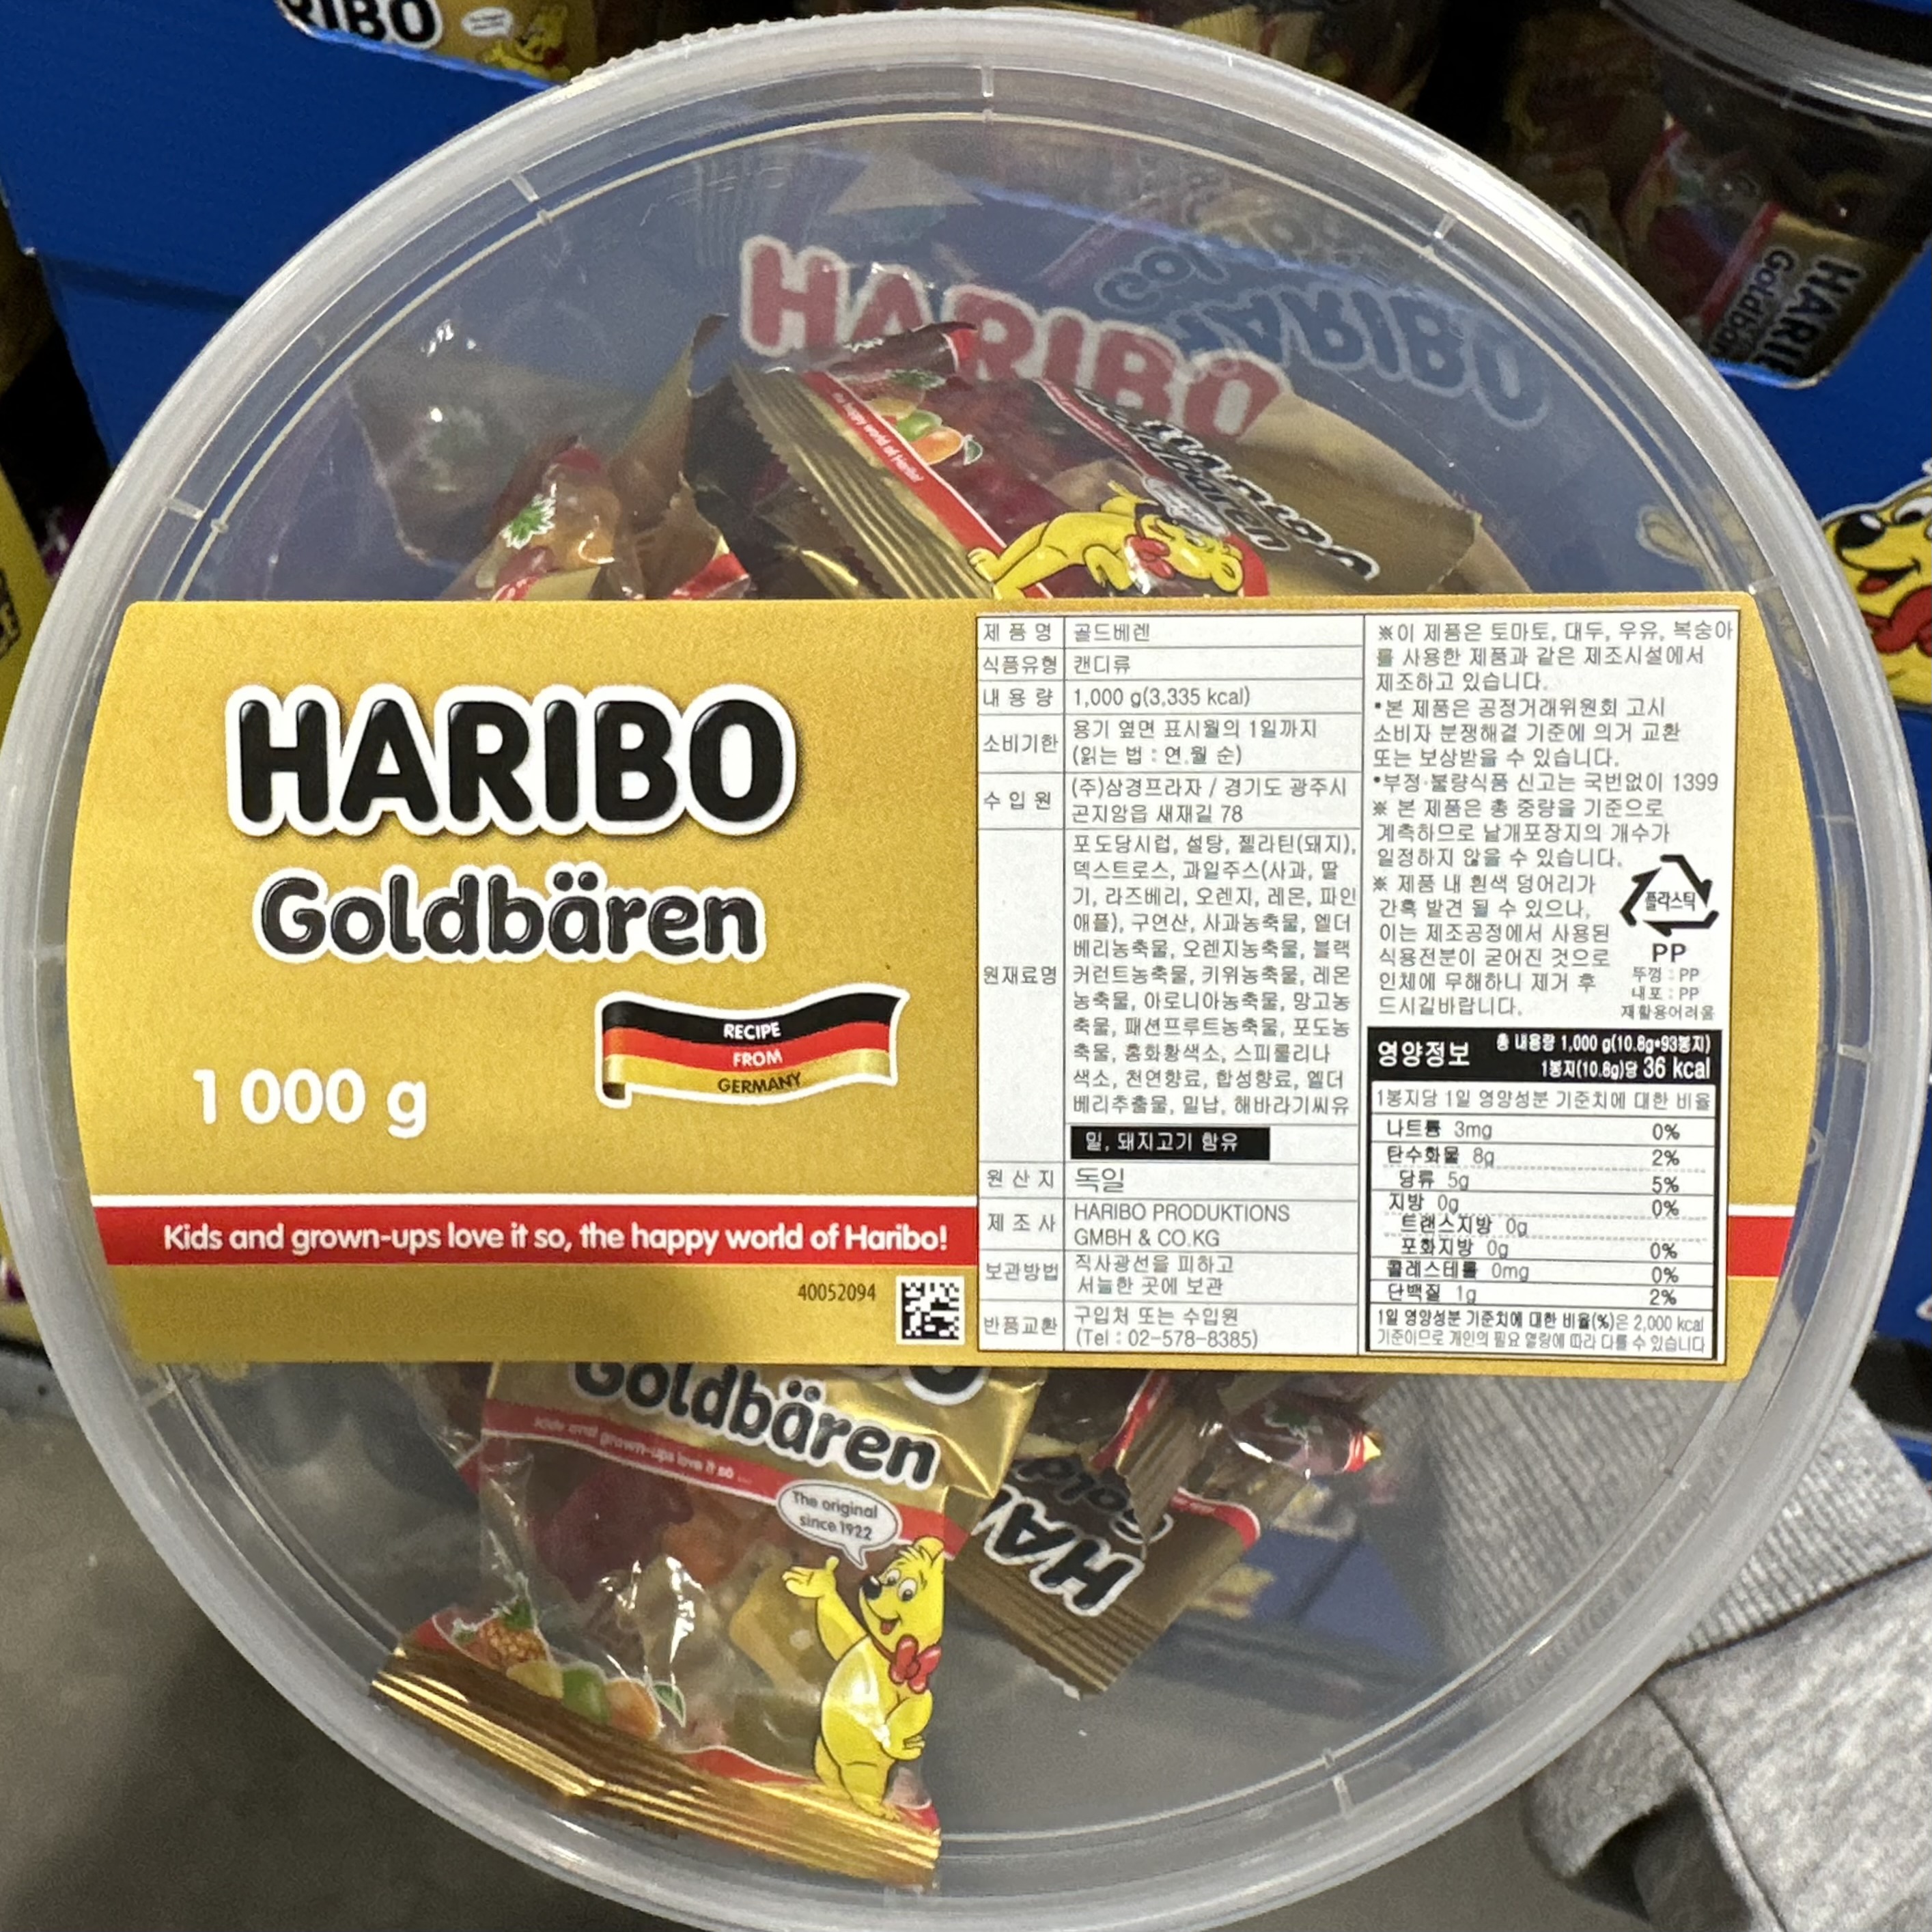 RIBO
HARIBO
HARIBO
Goldbären
HARIBO
Goldbären
1 000 g
RECIPE
FROM
GERMANY
Kids and grown-ups love it so, the happy world of Haribo!
40052094
제 품 명 골드베렌
식품유형 캔디류
내 용 량 1,000 g(3,335 kcal)
소비기한 용기 옆면 표시월의 1일까지
(읽는 법 : 연.월 순)
수 입 원 (주)삼경프라자 / 경기도 광주시
곤지암읍 새재길 78
원재료명 포도당시럽, 설탕, 젤라틴(돼지),
덱스트로스, 과일주스(사과, 딸
기, 라즈베리, 오렌지, 레몬, 파인
애플), 구연산, 사과농축물, 엘더
베리농축물, 오렌지농축물, 블랙
커런트농축물, 키위농축물, 레몬
농축물, 아로니아농축물, 망고농
축물, 패션프루트농축물, 포도농
축물, 홍화황색소, 스피룰리나
색소, 천연향료, 합성향료, 엘더
베리추출물, 밀납, 해바라기씨유
밀, 돼지고기 함유
원 산 지 독일
제 조 사 HARIBO PRODUKTIONS
GMBH & CO.KG
보관방법 직사광선을 피하고
서늘한 곳에 보관
반품교환 구입처 또는 수입원
(Tel : 02-578-8385)
※이 제품은 토마토, 대두, 우유, 복숭아
를 사용한 제품과 같은 제조시설에서
제조하고 있습니다.
•본 제품은 공정거래위원회 고시
소비자 분쟁해결 기준에 의거 교환
또는 보상받을 수 있습니다.
•부정·불량식품 신고는 국번없이 1399
※ 본 제품은 총 중량을 기준으로
계측하므로 낱개포장지의 개수가
일정하지 않을 수 있습니다.
※ 제품 내 흰색 덩어리가
간혹 발견 될 수 있으나,
이는 제조공정에서 사용된
식용전분이 굳어진 것으로
인체에 무해하니 제거 후
드시길바랍니다.
플라스틱
PP
뚜껑 : PP
내포 : PP
재활용어려움
영양정보 총 내용량 1,000 g(10.8g*93봉지)
1봉지(10.8g)당 36 kcal
1봉지당 1일 영양성분 기준치에 대한 비율
나트륨 3mg 0%
탄수화물 8g 2%
당류 5g 5%
지방 0g 0%
트랜스지방 0g
포화지방 0g 0%
콜레스테롤 0mg 0%
단백질 1g 2%
1일 영양성분 기준치에 대한 비율(%)은 2,000 kcal
기준이므로 개인의 필요 열량에 따라 다를 수 있습니다
Goldbären
Kids and grown-ups love it so ...
The original
since 1922
HA